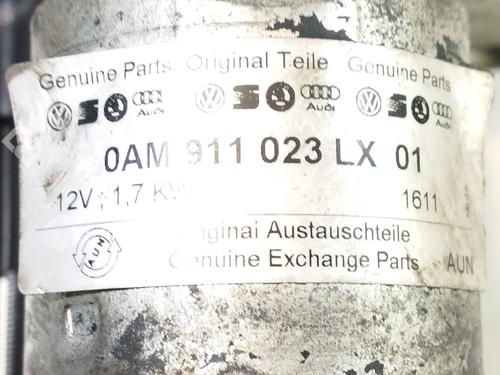 Genuine Parts Original Teile Genuine Parts
Audi Audi Audi
0AM 911 023 LX 01
12V ; 1,7 1611
Originai Austauschteile
AUN Genuine Exchange Parts AUN